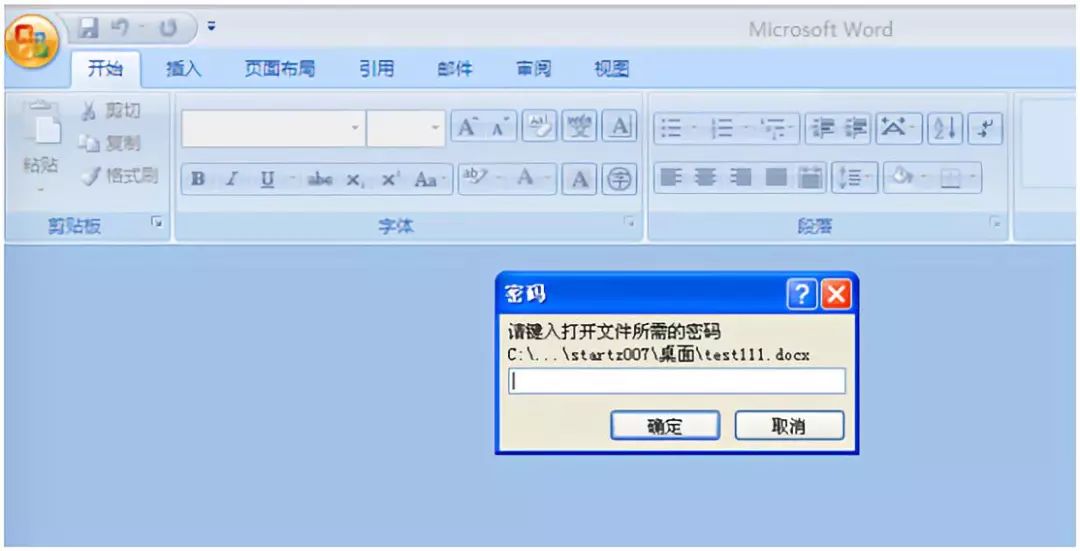 Microsoft Word
开始 插入 页面布局 引用 邮件 审阅 视图
剪切
复制
粘贴
格式刷
B I U abc x₂ x² Aa
剪贴板 字体 段落
密码
请键入打开文件所需的密码
C:\...\startz007\桌面\test111.docx
确定 取消